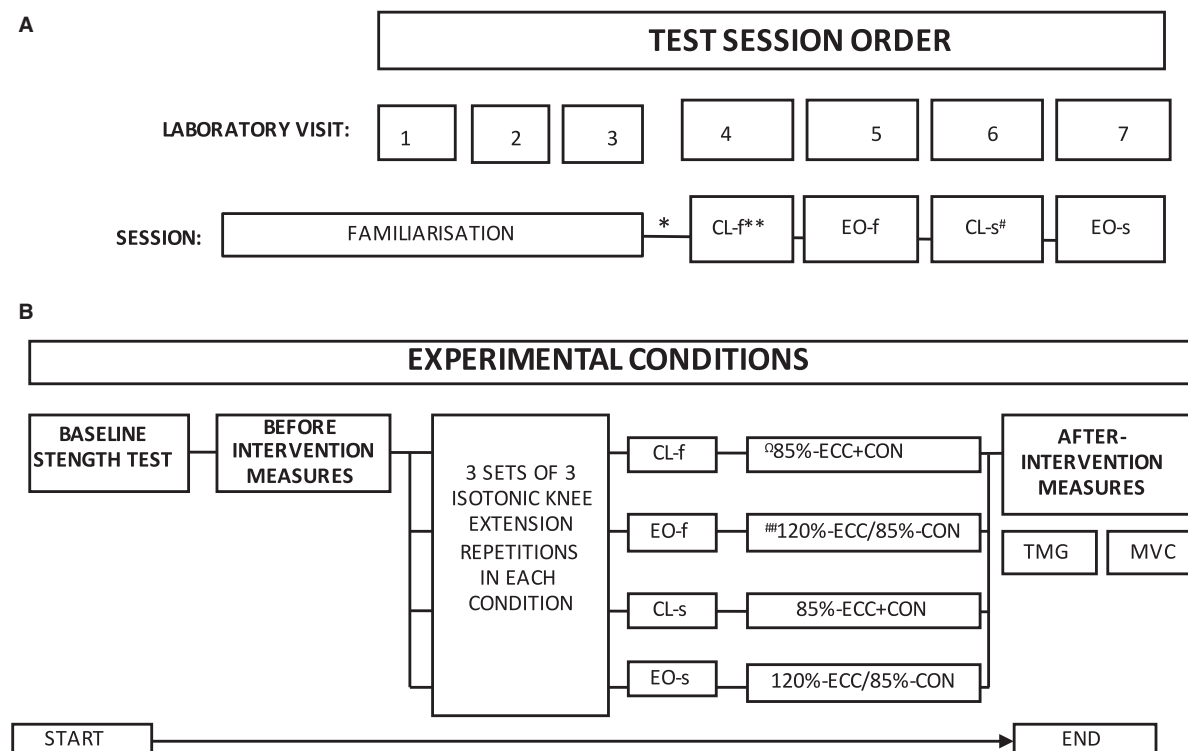 A
TEST SESSION ORDER
LABORATORY VISIT:
1
2
3
4
5
6
7
SESSION:
FAMILIARISATION
*
CL-f**
EO-f
CL-s#
EO-s
B
EXPERIMENTAL CONDITIONS
BASELINE
STENGTH TEST
BEFORE
INTERVENTION
MEASURES
3 SETS OF 3
ISOTONIC KNEE
EXTENSION
REPETITIONS
IN EACH
CONDITION
CL-f
Ω85%-ECC+CON
EO-f
##120%-ECC/85%-CON
CL-s
85%-ECC+CON
EO-s
120%-ECC/85%-CON
AFTER-
INTERVENTION
MEASURES
TMG
MVC
START
END